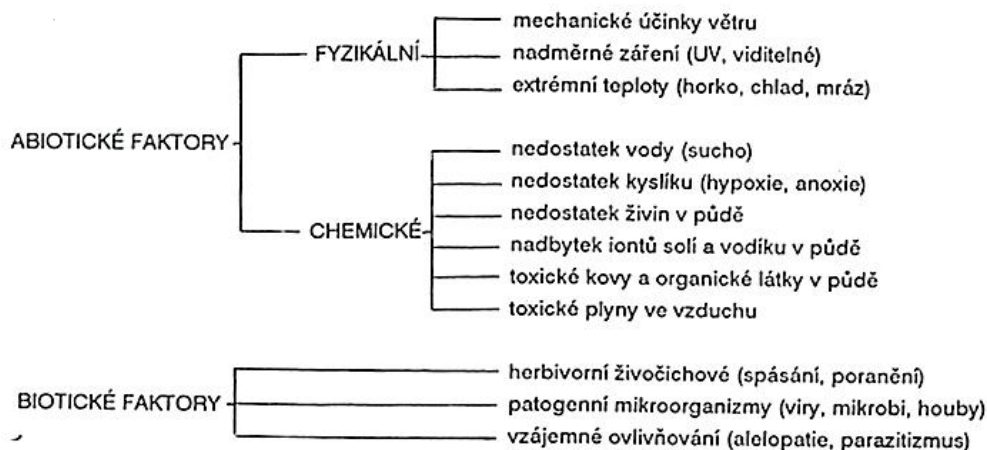 mechanické účinky větru
FYZIKÁLNÍ
nadměrné záření (UV, viditelné)
extrémní teploty (horko, chlad, mráz)
ABIOTICKÉ FAKTORY
nedostatek vody (sucho)
nedostatek kyslíku (hypoxie, anoxie)
nedostatek živin v půdě
CHEMICKÉ
nadbytek iontů solí a vodíku v půdě
toxické kovy a organické látky v půdě
toxické plyny ve vzduchu
herbivorní živočichové (spásání, poranění)
BIOTICKÉ FAKTORY
patogenní mikroorganizmy (viry, mikrobi, houby)
vzájemné ovlivňování (alelopatie, parazitizmus)